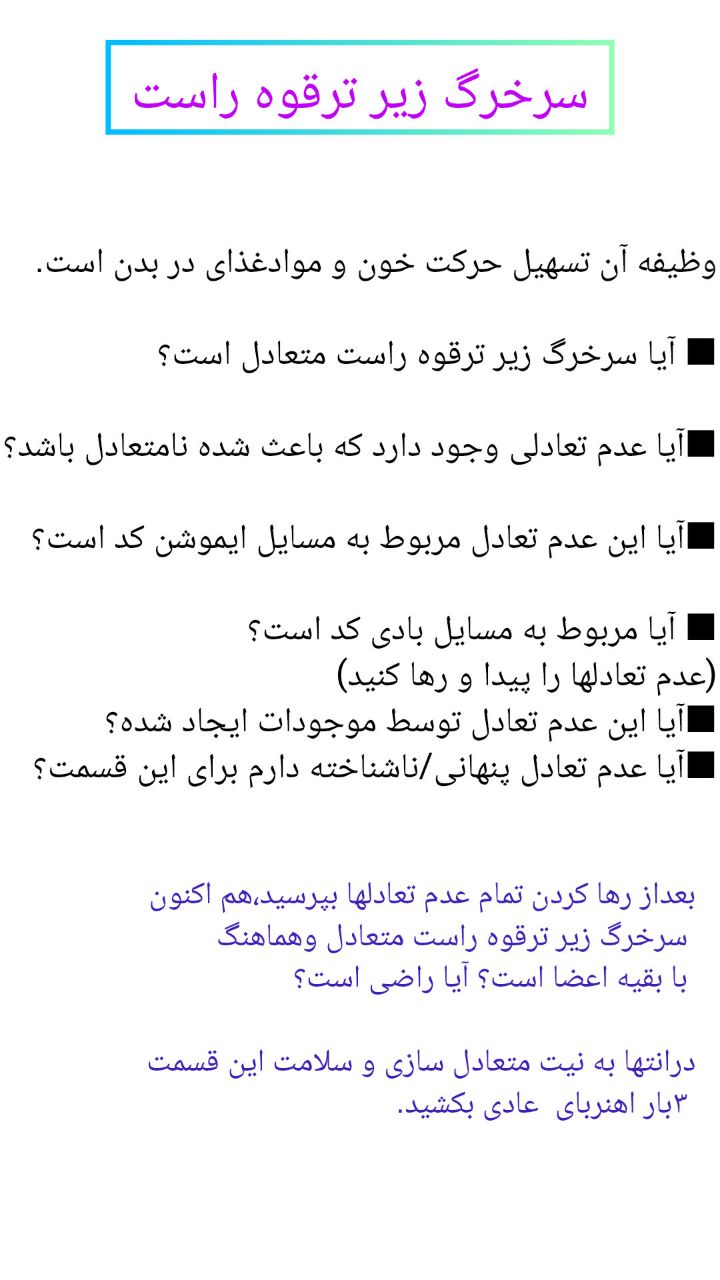 سرخرگ زیر ترقوه راست
وظیفه آن تسهیل حرکت خون و موادغذای در بدن است.
■ آیا سرخرگ زیر ترقوه راست متعادل است؟
■آیا عدم تعادلی وجود دارد که باعث شده نامتعادل باشد؟
■آیا این عدم تعادل مربوط به مسایل ایموشن کد است؟
■ آیا مربوط به مسایل بادی کد است؟
(عدم تعادلها را پیدا و رها کنید)
■آیا این عدم تعادل توسط موجودات ایجاد شده؟
■آیا عدم تعادل پنهانی/ناشناخته دارم برای این قسمت؟
بعداز رها کردن تمام عدم تعادلها بپرسید،هم اکنون
سرخرگ زیر ترقوه راست متعادل وهماهنگ
با بقیه اعضا است؟ آیا راضی است؟
درانتها به نیت متعادل سازی و سلامت این قسمت
۳بار اهنربای عادی بکشید.